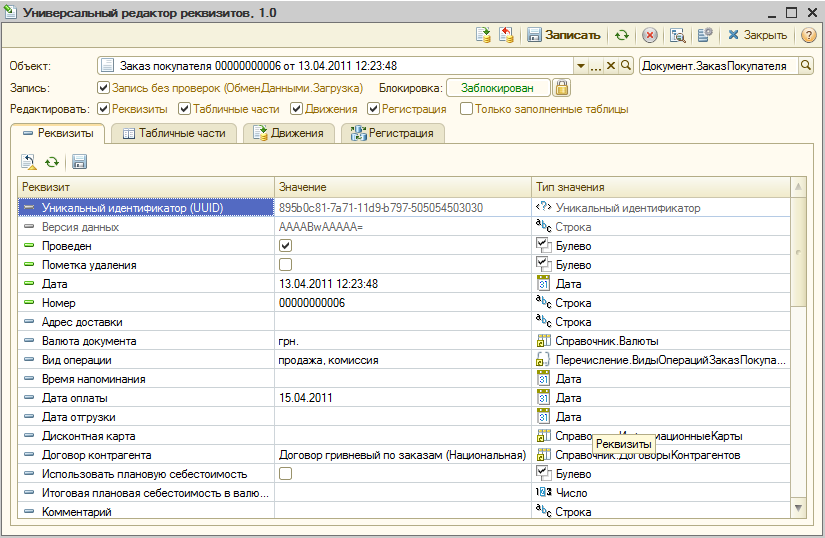 Универсальный редактор реквизитов, 1.0
Записать Закрыть
Объект: Заказ покупателя 00000000006 от 13.04.2011 12:23:48 ... Документ.ЗаказПокупателя
Запись: Запись без проверок (ОбменДанными.Загрузка) Блокировка: Заблокирован
Редактировать: Реквизиты Табличные части Движения Регистрация Только заполненные таблицы
Реквизиты Табличные части Движения Регистрация
Реквизит Значение Тип значения
Уникальный идентификатор (UUID) 895b0c81-7a71-11d9-b797-505054503030 Уникальный идентификатор
Версия данных AAAABwAAAAA= Строка
Проведен Булево
Пометка удаления Булево
Дата 13.04.2011 12:23:48 Дата
Номер 00000000006 Строка
Адрес доставки Строка
Валюта документа грн. Справочник.Валюты
Вид операции продажа, комиссия Перечисление.ВидыОперацийЗаказПокупа...
Время напоминания Дата
Дата оплаты 15.04.2011 Дата
Дата отгрузки Дата
Дисконтная карта
Реквизиты
Договор контрагента Договор гривневый по заказам (Национальная) Справочник.ДоговорыКонтрагентов
Использовать плановую себестоимость Булево
Итоговая плановая себестоимость в валю... Число
Комментарий Строка